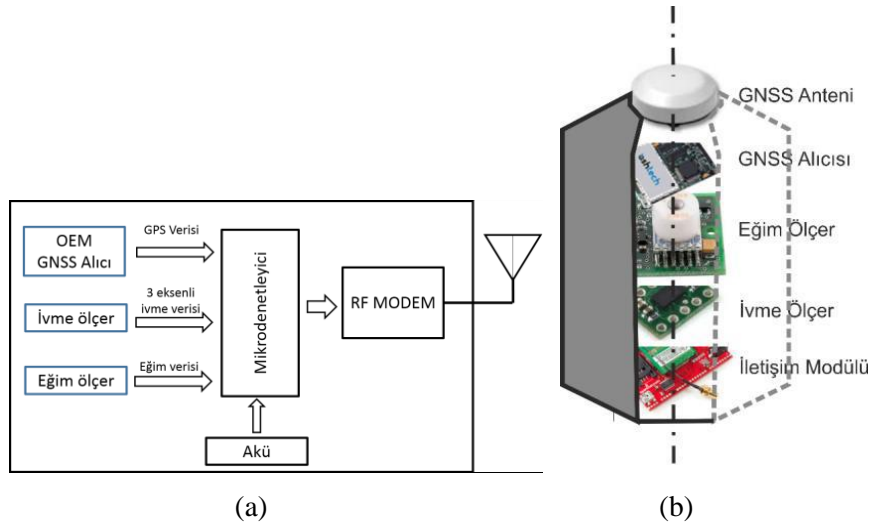 OEM
GNSS Alıcı
GPS Verisi
İvme ölçer
3 eksenli
ivme verisi
Eğim ölçer
Eğim verisi
Mikrodenetleyici
Akü
RF MODEM
(a)
GNSS Anteni
GNSS Alıcısı
ashtech
Eğim Ölçer
İvme Ölçer
İletişim Modülü
(b)